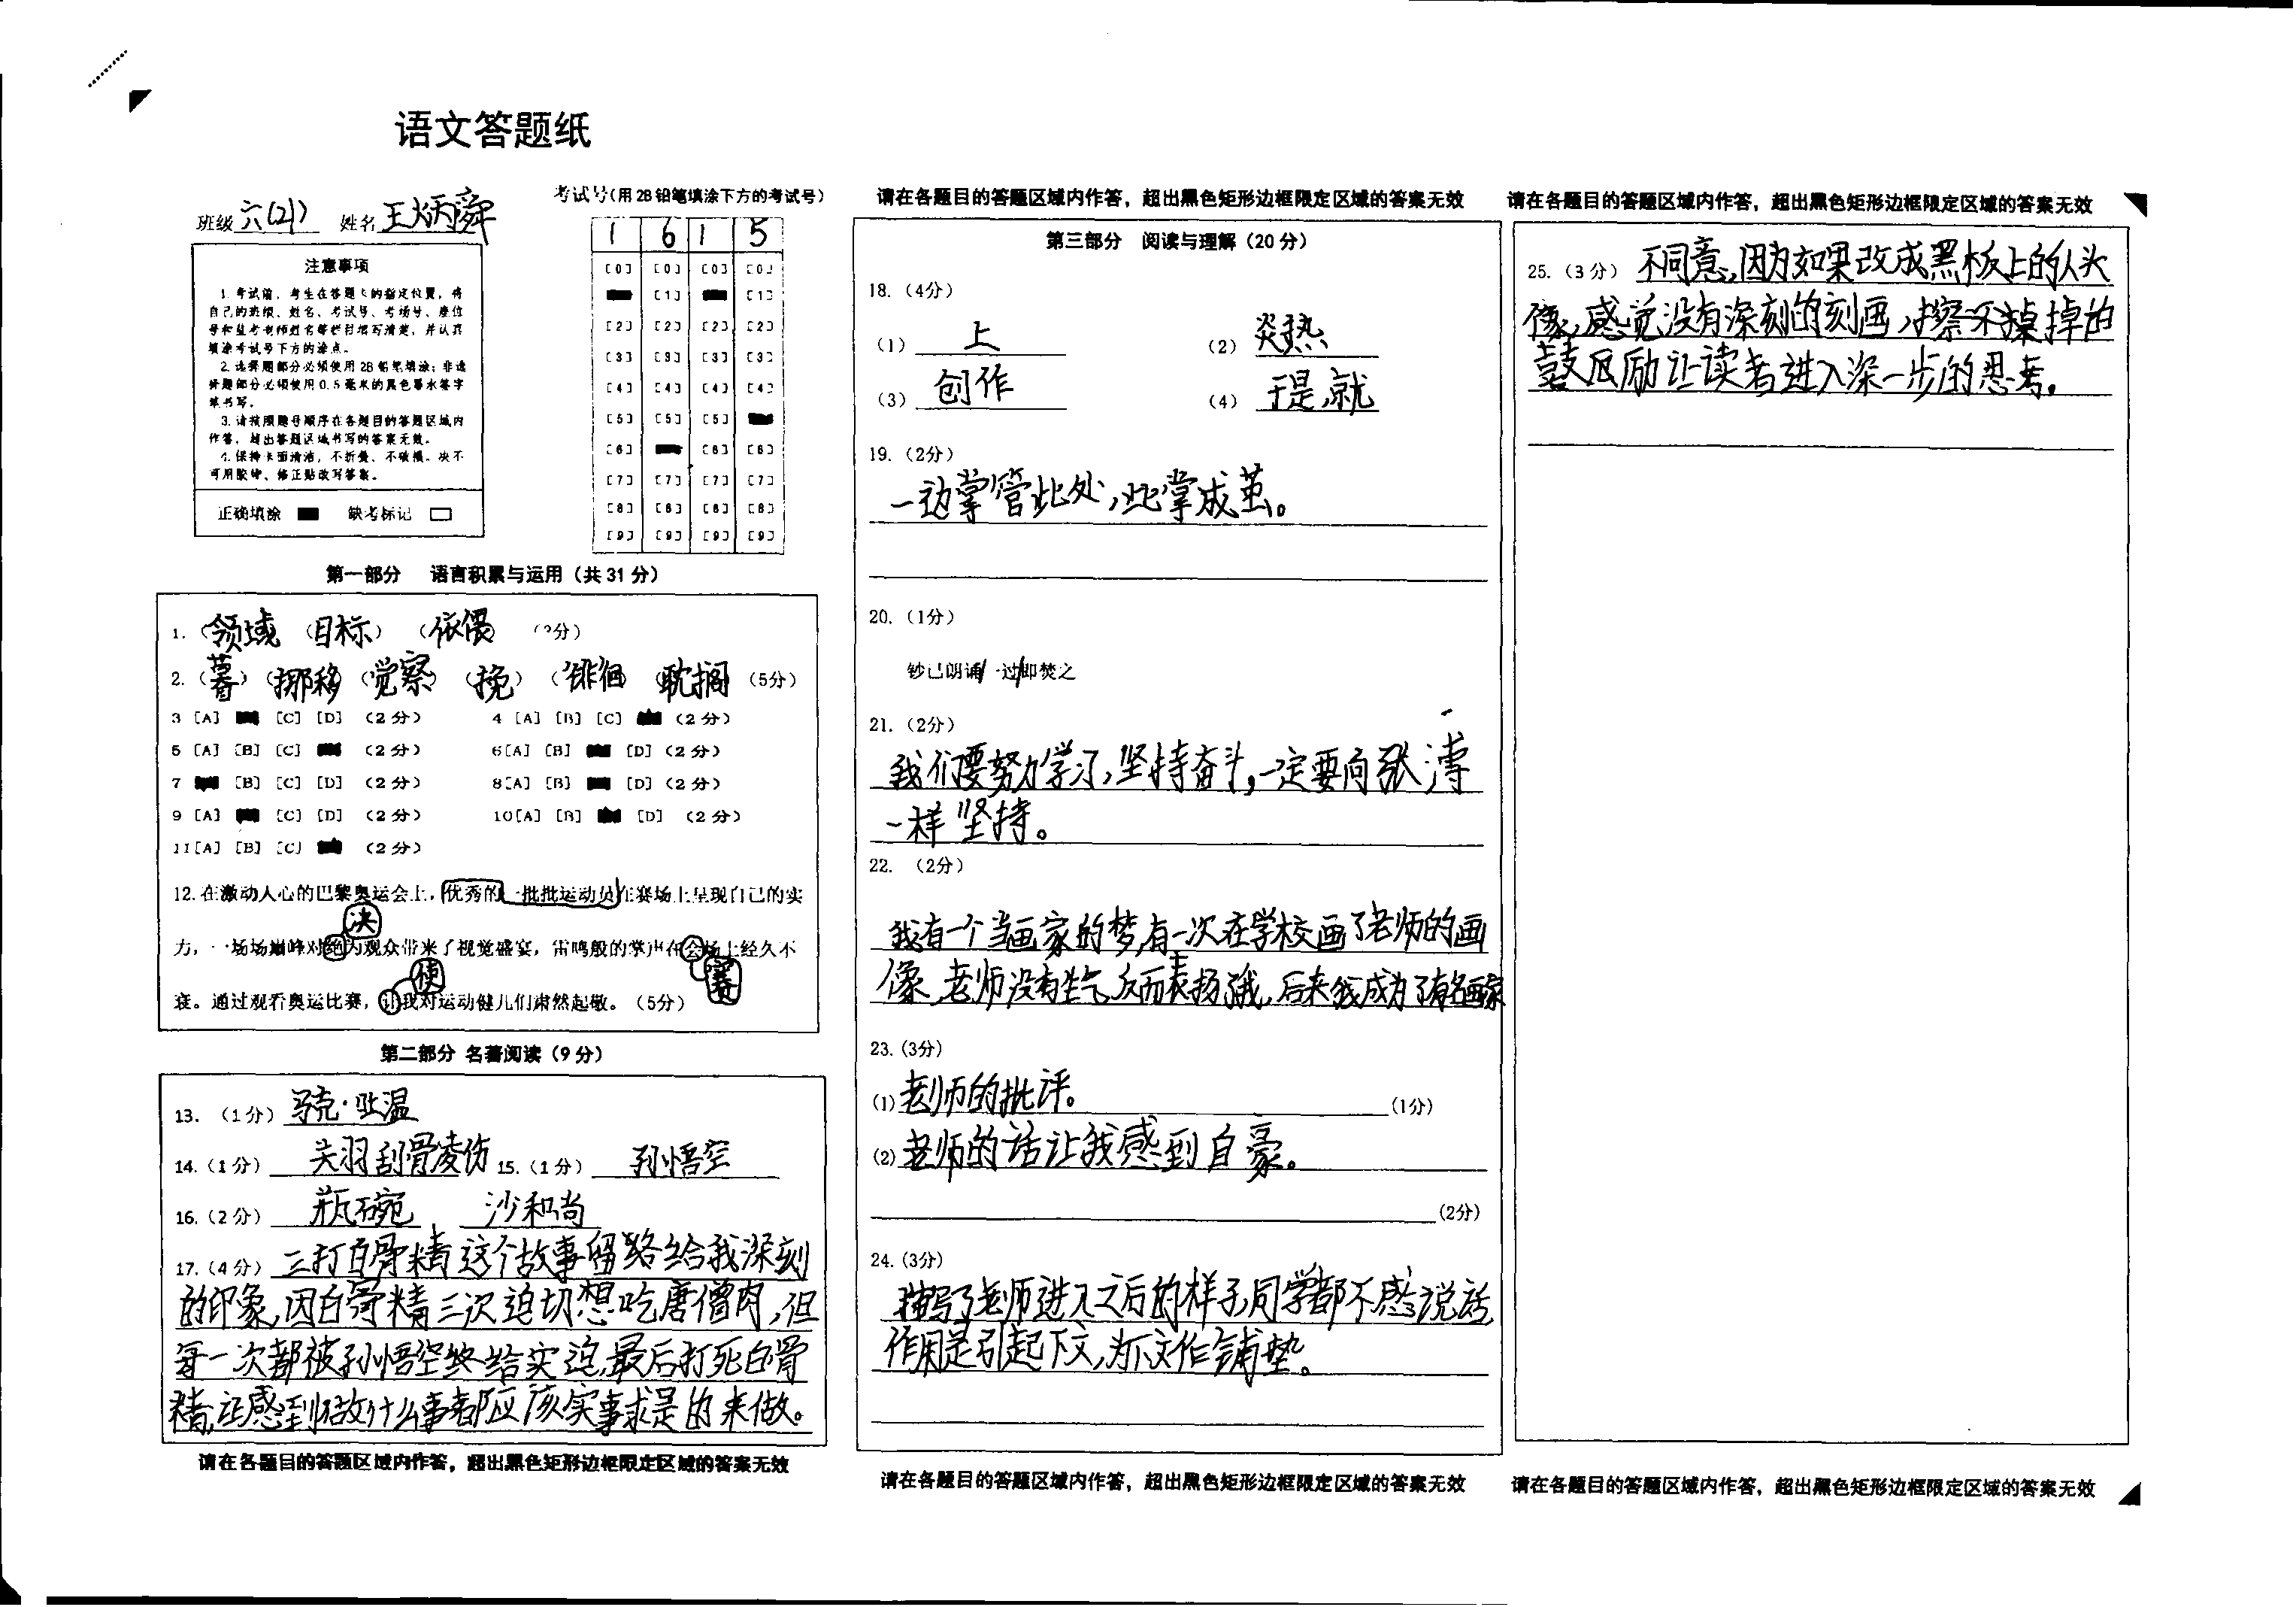 语文答题纸
班级 六(2) 姓名 王炳舜
考试号(用2B铅笔填涂下方的考试号)
1 6 1 5
[0] [0] [0] [0]
[1] [1]
[2] [2] [2] [2]
[3] [3] [3] [3]
[4] [4] [4] [4]
[5] [5] [5]
[6] [6] [6]
[7] [7] [7] [7]
[8] [8] [8] [8]
[9] [9] [9] [9]
注意事项
1.考试前，考生在答题卡的指定位置，将
自己的班级、姓名、考试号、考场号、座位
号和监考老师姓名等栏目填写清楚，并认真
填涂考试号下方的涂点。
2.选择题部分必须使用2B铅笔填涂；非选
择题部分必须使用0.5毫米的黑色墨水签字
笔书写。
3.请按照题号顺序在各题目的答题区域内
作答，超出答题区域书写的答案无效。
4.保持卡面清洁，不折叠、不破损。决不
可用胶带、修正贴改写答案。
正确填涂 缺考标记
第一部分 语言积累与运用（共31分）
1.（领域）（目标）（依偎）
2.（暮）（挪移）（觉察）（挽）（徘徊）（耽搁）（5分）
3 [A] [C] [D] （2分） 4 [A] [B] [C] （2分）
5 [A] [B] [C] （2分） 6[A] [B] [D]（2分）
7 [B] [C] [D] （2分） 8[A] [B] [D]（2分）
9 [A] [C] [D] （2分） 10[A] [B] [D] （2分）
11[A] [B] [C] （2分）
12.在激动人心的巴黎奥运会上，优秀的一批批运动员在赛场上呈现自己的实
决
力，一场场巅峰对绝为观众带来了视觉盛宴，雷鸣般的掌声在会场上经久不
使 赛
衰。通过观看奥运比赛，让我对运动健儿们肃然起敬。（5分）
第二部分 名著阅读（9分）
13.（1分）马克·吐温
14.（1分）关羽刮骨凌伤 15.（1分）孙悟空
16.（2分）瓶碗 沙和尚
17.（4分）三打白骨精这个故事留给我深刻
的印象,因白骨精三次迫切想吃唐僧肉,但
每一次都被孙悟空终给实迫,最后打死白骨
精,感到做什么事都应该实事求是的来做。
请在各题目的答题区域内作答，超出黑色矩形边框限定区域的答案无效
请在各题目的答题区域内作答，超出黑色矩形边框限定区域的答案无效
第三部分 阅读与理解（20分）
18.（4分）
（1）上 （2）炎热
（3）创作 （4）于是,就
19.（2分）
一边掌管此处,此掌成茧。
20.（1分）
钞已朗诵/一过/即焚之
21.（2分）
我们要努力学习,坚持奋斗,一定要向张溥
一样坚持。
22.（2分）
我有一个当画家的梦,有一次在学校画了老师的画
像,老师没有生气反而表扬了我,后来我成为了有名画家
23.（3分）
(1)老师的批评。（1分）
(2)老师的话让我感到自豪。
（2分）
24.（3分）
描写了老师进入之后的样子,同学都不感说话,
作用是引起下文,为下文作铺垫。
请在各题目的答题区域内作答，超出黑色矩形边框限定区域的答案无效
请在各题目的答题区域内作答，超出黑色矩形边框限定区域的答案无效
25.（3分）不同意,因为如果改成黑板上的人头
像,感觉没有深刻的刻画,擦不掉的
鼓励让读者进入深一步的思考。
请在各题目的答题区域内作答，超出黑色矩形边框限定区域的答案无效